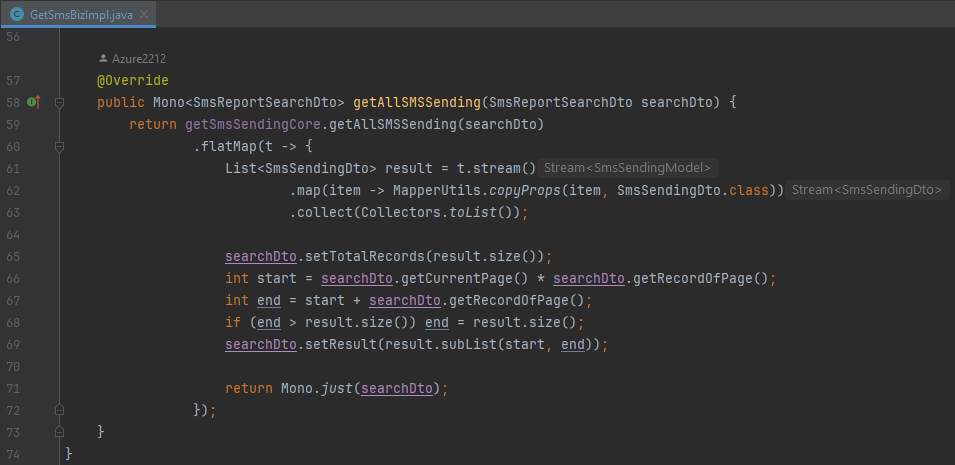 GetSmsBizImpl.java
56
Azure2212
57 @Override
58 public Mono<SmsReportSearchDto> getAllSMSSending(SmsReportSearchDto searchDto) {
59 return getSmsSendingCore.getAllSMSSending(searchDto)
60 .flatMap(t -> {
61 List<SmsSendingDto> result = t.stream() Stream<SmsSendingModel>
62 .map(item -> MapperUtils.copyProps(item, SmsSendingDto.class)) Stream<SmsSendingDto>
63 .collect(Collectors.toList());
64
65 searchDto.setTotalRecords(result.size());
66 int start = searchDto.getCurrentPage() * searchDto.getRecordOfPage();
67 int end = start + searchDto.getRecordOfPage();
68 if (end > result.size()) end = result.size();
69 searchDto.setResult(result.subList(start, end));
70
71 return Mono.just(searchDto);
72 });
73 }
74 }